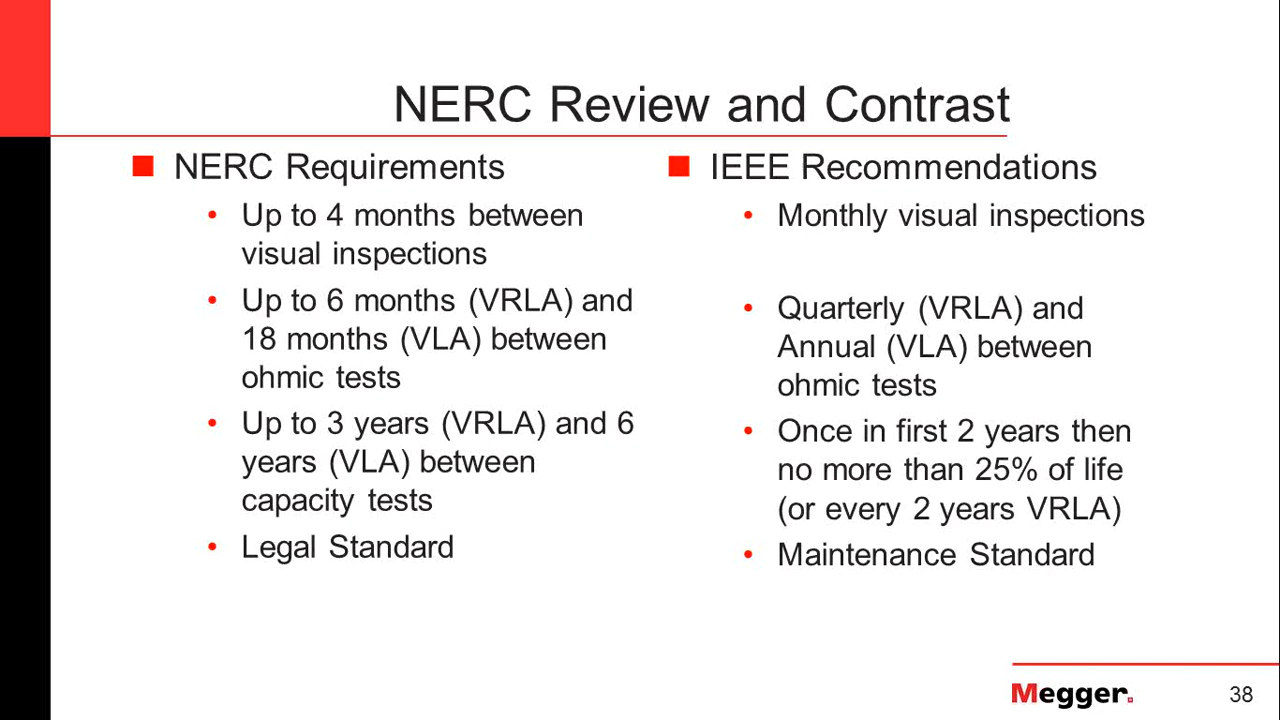 NERC Review and Contrast
NERC Requirements
• Up to 4 months between
visual inspections
• Up to 6 months (VRLA) and
18 months (VLA) between
ohmic tests
• Up to 3 years (VRLA) and 6
years (VLA) between
capacity tests
• Legal Standard
IEEE Recommendations
• Monthly visual inspections
• Quarterly (VRLA) and
Annual (VLA) between
ohmic tests
• Once in first 2 years then
no more than 25% of life
(or every 2 years VRLA)
• Maintenance Standard
Megger.
38